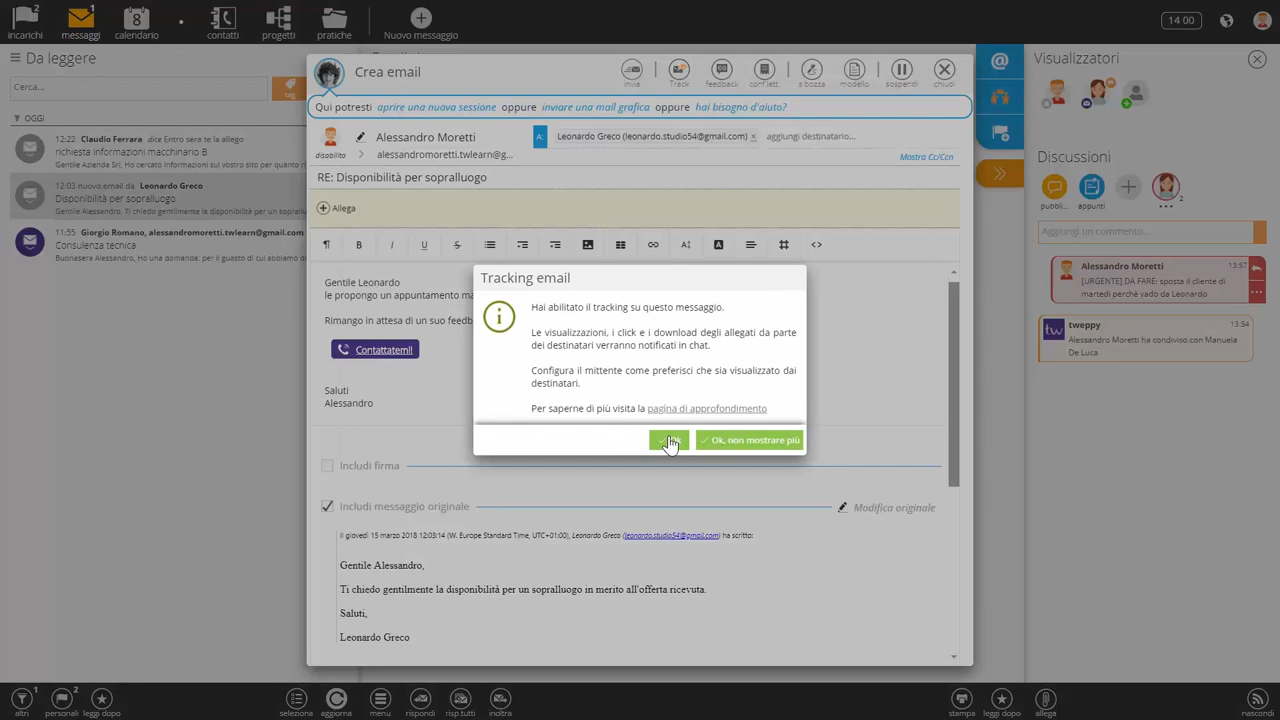 2
1
8
14 00
incarichi
messaggi
calendario
contatti
progetti
pratiche
Nuovo messaggio
Da leggere
Cerca...
tag
OGGI
12:22 Claudio Ferrara dice Entro sera te la allego
richiesta informazioni macchinario B
Gentile Azienda Srl, Ho cercato informazioni sul vostro sito per quanto r
12:03 nuovo email da Leonardo Greco
Disponibilità per sopralluogo
Gentile Alessandro, Ti chiedo gentilmente la disponibilità per un sopralluo
11:55 Giorgio Romano, alessandromoretti.twlearn@gmail.com
Consulenza tecnica
Buonasera Alessandro, Ho una domanda: per il guasto di cui abbiamo di
Crea email
invia
Track
feedback
conf.lett.
a bozza
modello
sospendi
chiudi
Qui potresti aprire una nuova sessione oppure inviare una mail grafica oppure hai bisogno d'aiuto?
Alessandro Moretti
A: Leonardo Greco (leonardo.studio54@gmail.com) x aggiungi destinatario...
disabilita > alessandromoretti.twlearn@g...
Mostra Cc/Ccn
RE: Disponibilità per sopralluogo
Allega
Gentile Leonardo
le propongo un appuntamento ma
Rimango in attesa di un suo feedb
Contattatemi!
Saluti
Alessandro
Tracking email
Hai abilitato il tracking su questo messaggio.
Le visualizzazioni, i click e i download degli allegati da parte
dei destinatari verranno notificati in chat.
Configura il mittente come preferisci che sia visualizzato dai
destinatari.
Per saperne di più visita la pagina di approfondimento
Ok, non mostrare più
Includi firma
Includi messaggio originale
Modifica originale
Il giovedì 15 marzo 2018 12:03:14 (W. Europe Standard Time, UTC+01:00), Leonardo Greco (leonardo.studio54@gmail.com) ha scritto:
Gentile Alessandro,
Ti chiedo gentilmente la disponibilità per un sopralluogo in merito all'offerta ricevuta.
Saluti,
Leonardo Greco
Visualizzatori
Discussioni
pubbli...
appunti
2
Aggiungi un commento...
Alessandro Moretti 13:57
[URGENTE] DA FARE: sposta il cliente di
martedì perchè vado da Leonardo
tw
tweppy 13:54
Alessandro Moretti ha condiviso con Manuela
De Luca
1
2
altri
personali
leggi dopo
seleziona
aggiorna
menu
rispondi
risp.tutti
inoltra
stampa
leggi dopo
allega
nascondi